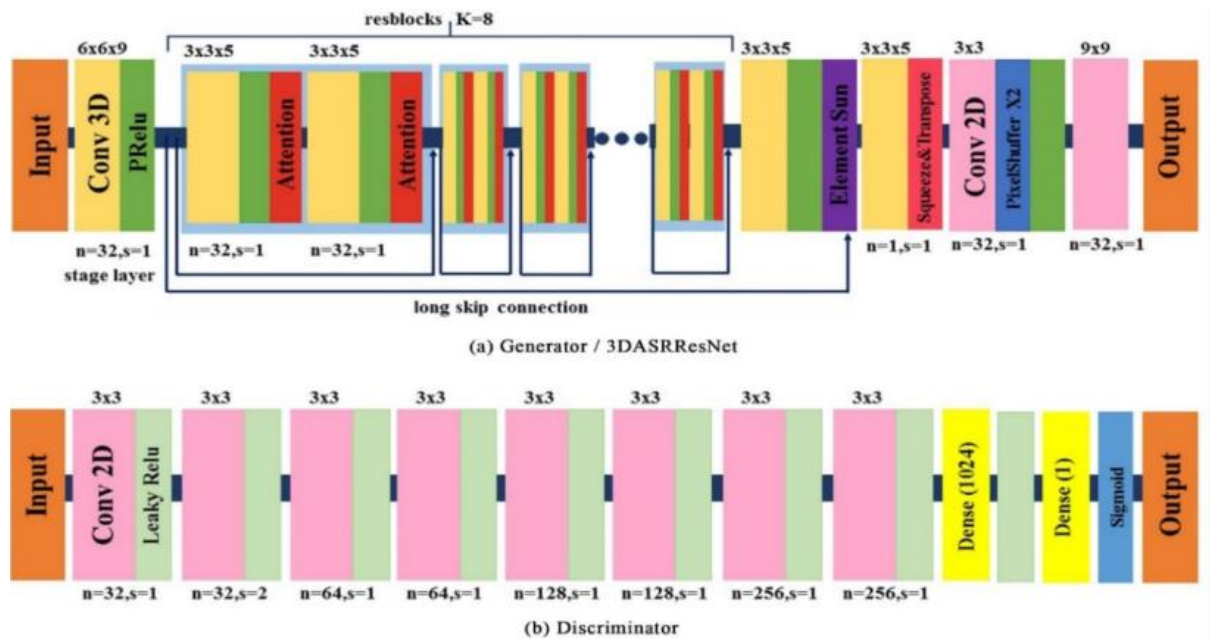 resblocks K=8
6x6x9 3x3x5 3x3x5 3x3x5 3x3x5 3x3 9x9
Input
Conv 3D
PRelu
Attention
Attention
Element Sun
Squeeze&Transpose
Conv 2D
PixelShuffer X2
Output
n=32,s=1 n=32,s=1 n=32,s=1 n=1,s=1 n=32,s=1 n=32,s=1
stage layer
long skip connection
(a) Generator / 3DASRResNet
3x3 3x3 3x3 3x3 3x3 3x3 3x3 3x3
Input
Conv 2D
Leaky Relu
Dense (1024)
Dense (1)
Sigmoid
Output
n=32,s=1 n=32,s=2 n=64,s=1 n=64,s=1 n=128,s=1 n=128,s=1 n=256,s=1 n=256,s=1
(b) Discriminator